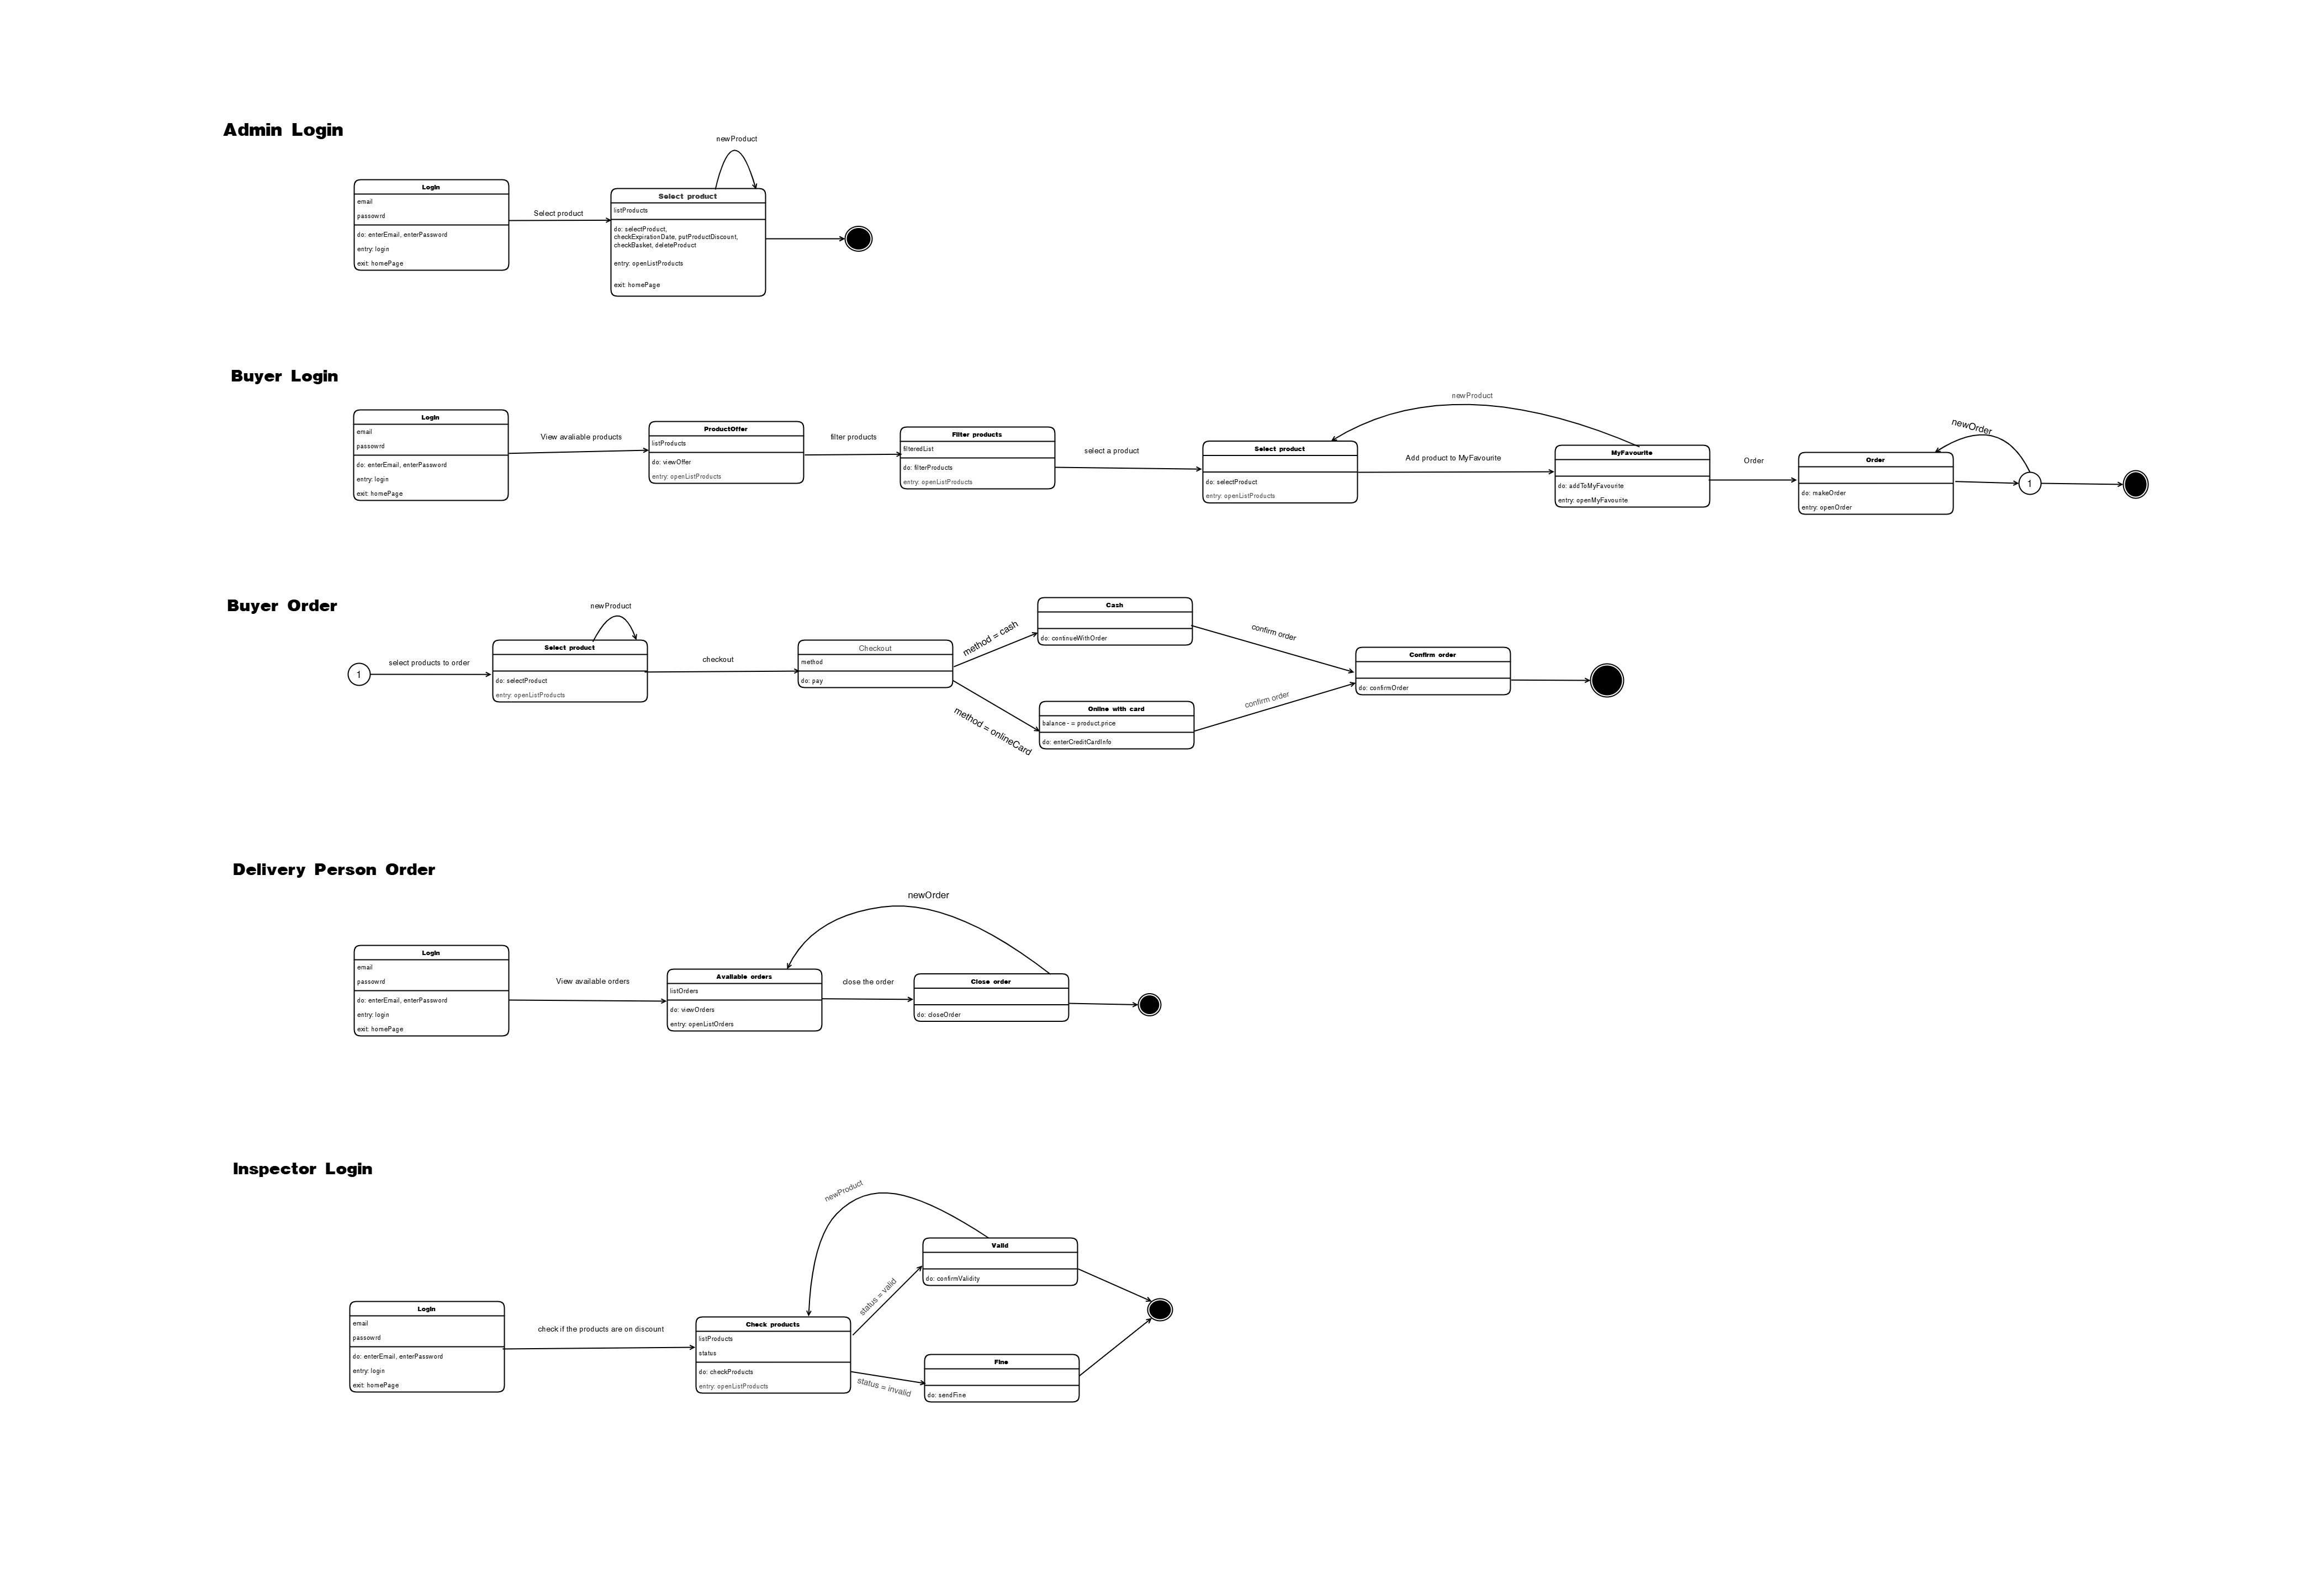 Admin Login
newProduct
Login
email
passowrd
do: enterEmail, enterPassword
entry: login
exit: homePage
Select product
Select product
listProducts
do: selectProduct,
checkExpirationDate, putProductDiscount,
checkBasket, deleteProduct
entry: openListProducts
exit: homePage
Buyer Login
Login
email
passowrd
do: enterEmail, enterPassword
entry: login
exit: homePage
View avaliable products
ProductOffer
listProducts
do: viewOffer
entry: openListProducts
filter products
Filter products
filteredList
do: filterProducts
entry: openListProducts
select a product
Select product
do: selectProduct
entry: openListProducts
newProduct
Add product to MyFavourite
MyFavourite
do: addToMyFavourite
entry: openMyFavourite
Order
Order
do: makeOrder
entry: openOrder
newOrder
1
Buyer Order
1
select products to order
newProduct
Select product
do: selectProduct
entry: openListProducts
checkout
Checkout
method
do: pay
method = cash
method = onlineCard
Cash
do: continueWithOrder
Online with card
balance - = product.price
do: enterCreditCardInfo
confirm order
confirm order
Confirm order
do: confirmOrder
Delivery Person Order
newOrder
Login
email
passowrd
do: enterEmail, enterPassword
entry: login
exit: homePage
View available orders
Available orders
listOrders
do: viewOrders
entry: openListOrders
close the order
Close order
do: closeOrder
Inspector Login
newProduct
Login
email
passowrd
do: enterEmail, enterPassword
entry: login
exit: homePage
check if the products are on discount
Check products
listProducts
status
do: checkProducts
entry: openListProducts
status = valid
status = invalid
Valid
do: confirmValidity
Fine
do: sendFine